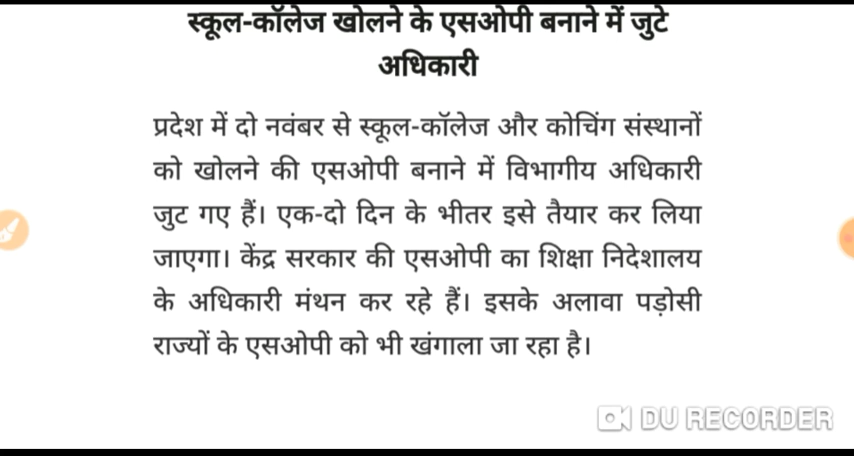 स्कूल-कॉलेज खोलने के एसओपी बनाने में जुटे
अधिकारी
प्रदेश में दो नवंबर से स्कूल-कॉलेज और कोचिंग संस्थानों
को खोलने की एसओपी बनाने में विभागीय अधिकारी
जुट गए हैं। एक-दो दिन के भीतर इसे तैयार कर लिया
जाएगा। केंद्र सरकार की एसओपी का शिक्षा निदेशालय
के अधिकारी मंथन कर रहे हैं। इसके अलावा पड़ोसी
राज्यों के एसओपी को भी खंगाला जा रहा है।
DU RECORDER